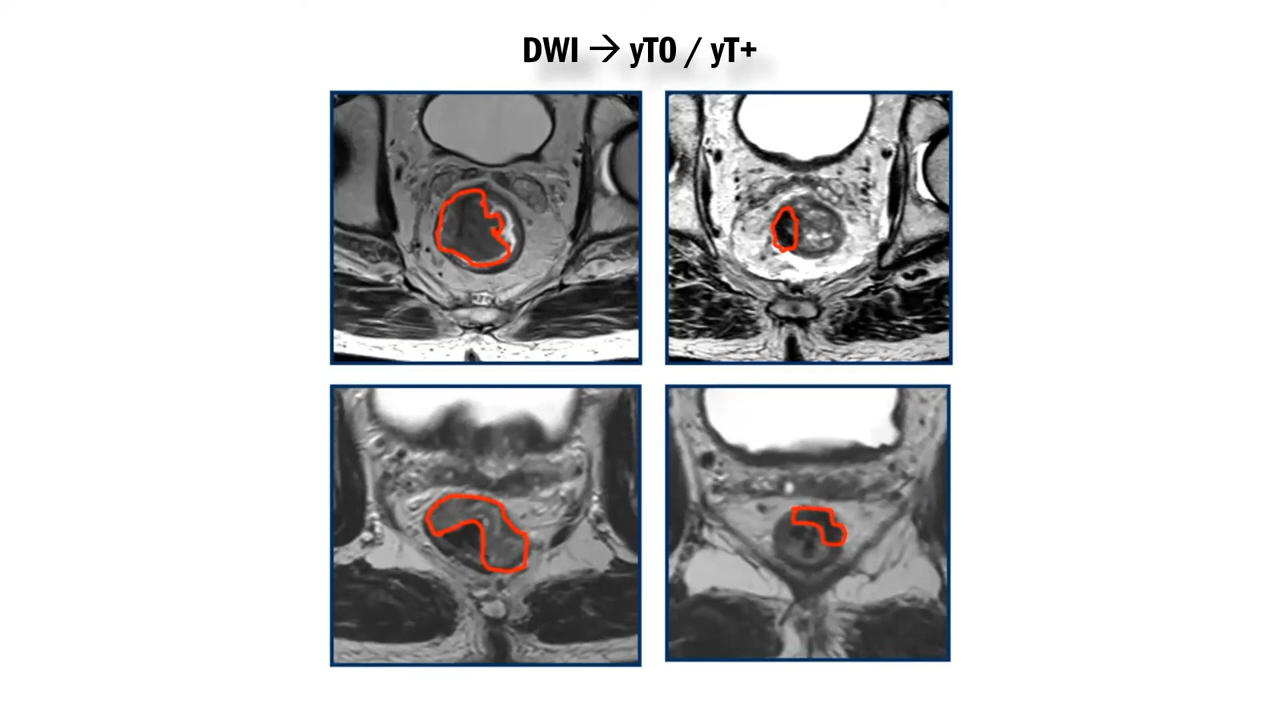 DWI → yT0 / yT+